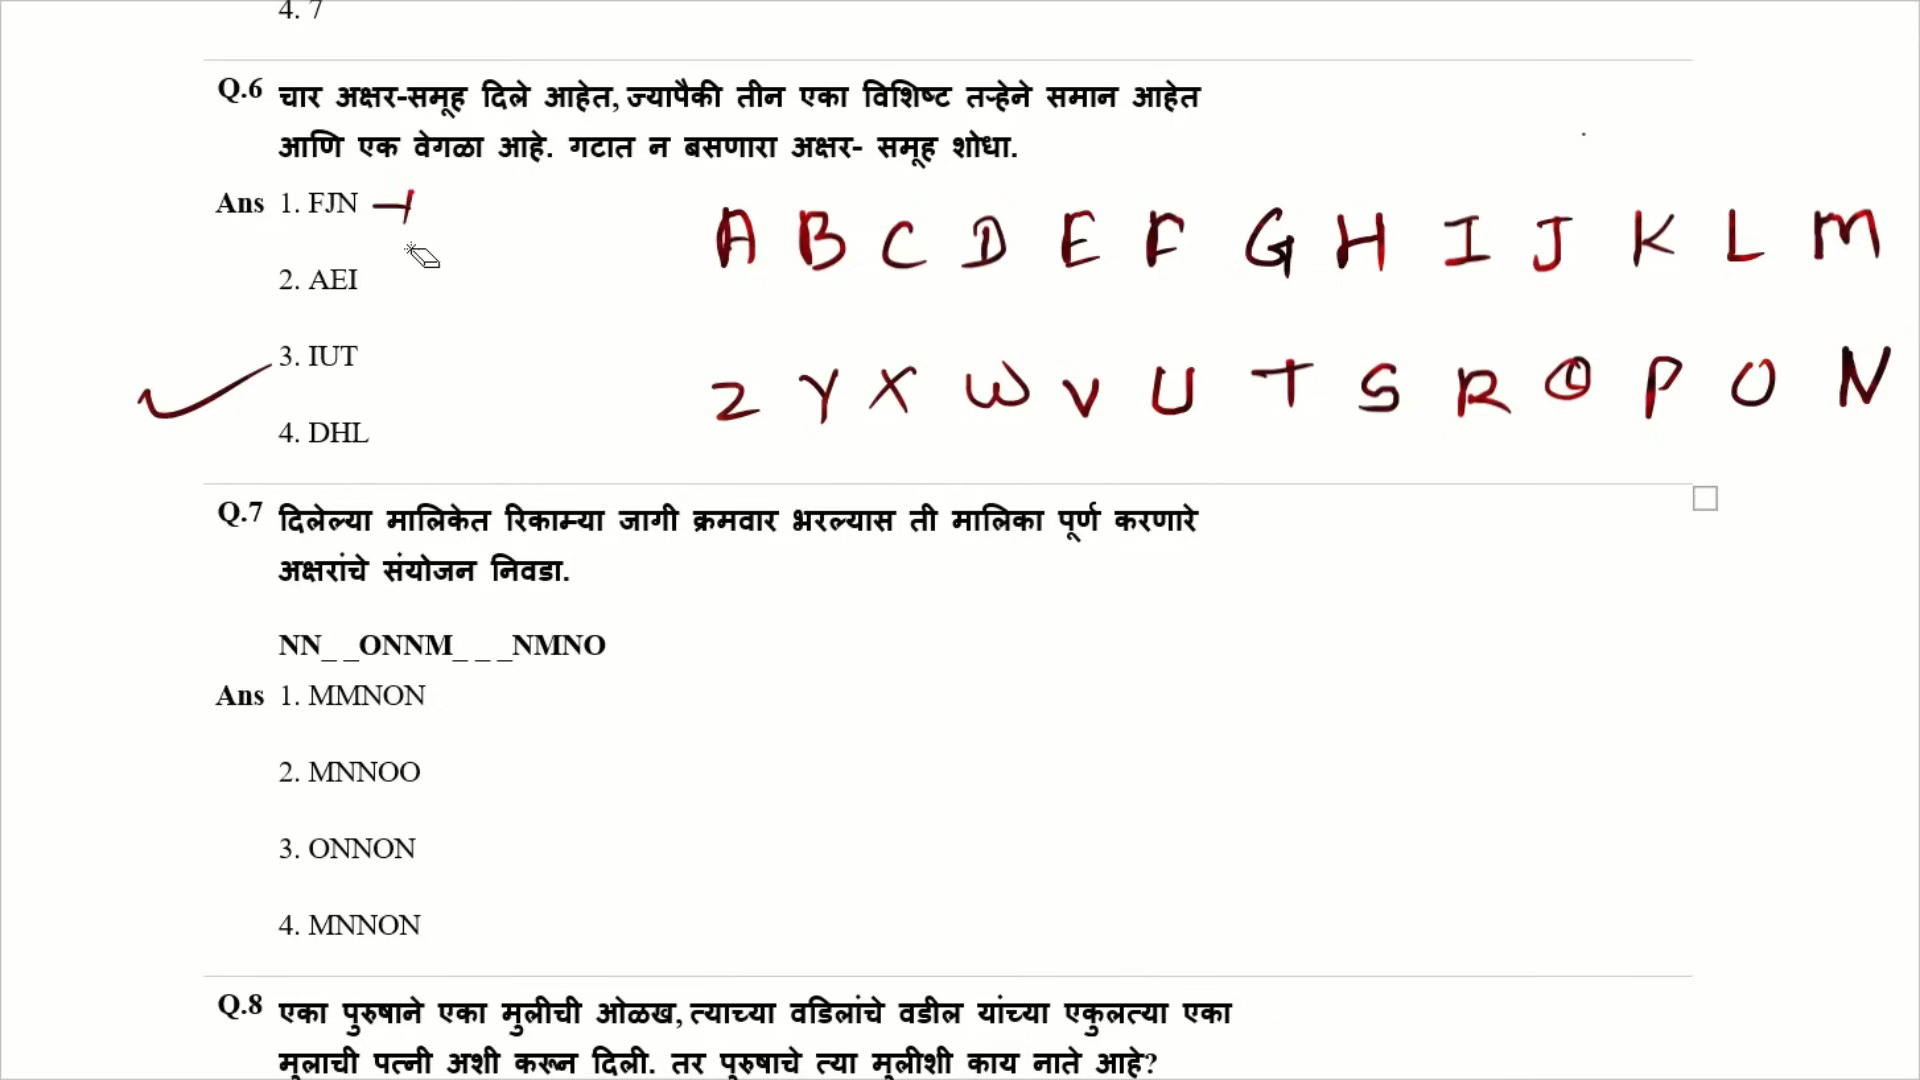 4. 7
Q.6 चार अक्षर-समूह दिले आहेत, ज्यापैकी तीन एका विशिष्ट तऱ्हेने समान आहेत
आणि एक वेगळा आहे. गटात न बसणारा अक्षर- समूह शोधा.
Ans 1. FJN
A B C D E F G H I J K L M
2. AEI
3. IUT
Z Y X W V U T S R Q P O N
4. DHL
Q.7 दिलेल्या मालिकेत रिकाम्या जागी क्रमवार भरल्यास ती मालिका पूर्ण करणारे
अक्षरांचे संयोजन निवडा.
NN_ _ONNM_ _ _NMNO
Ans 1. MMNON
2. MNNOO
3. ONNON
4. MNNON
Q.8 एका पुरुषाने एका मुलीची ओळख, त्याच्या वडिलांचे वडील यांच्या एकुलत्या एका
मुलाची पत्नी अशी करून दिली. तर पुरुषाचे त्या मुलीशी काय नाते आहे?